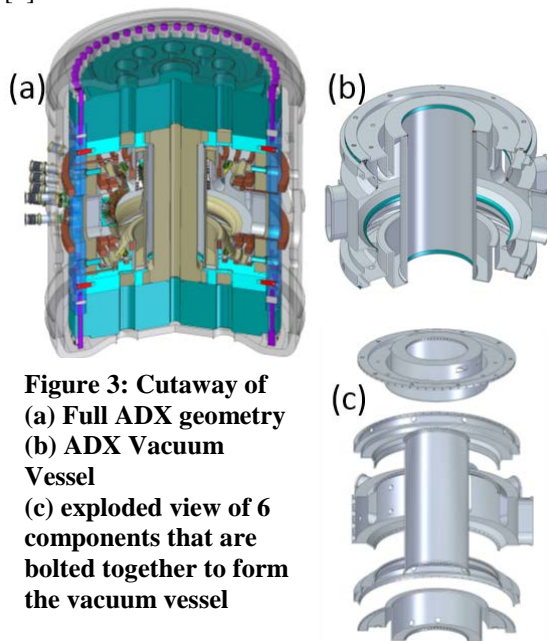 (a)
(b)
(c)
Figure 3: Cutaway of
(a) Full ADX geometry
(b) ADX Vacuum
Vessel
(c) exploded view of 6
components that are
bolted together to form
the vacuum vessel